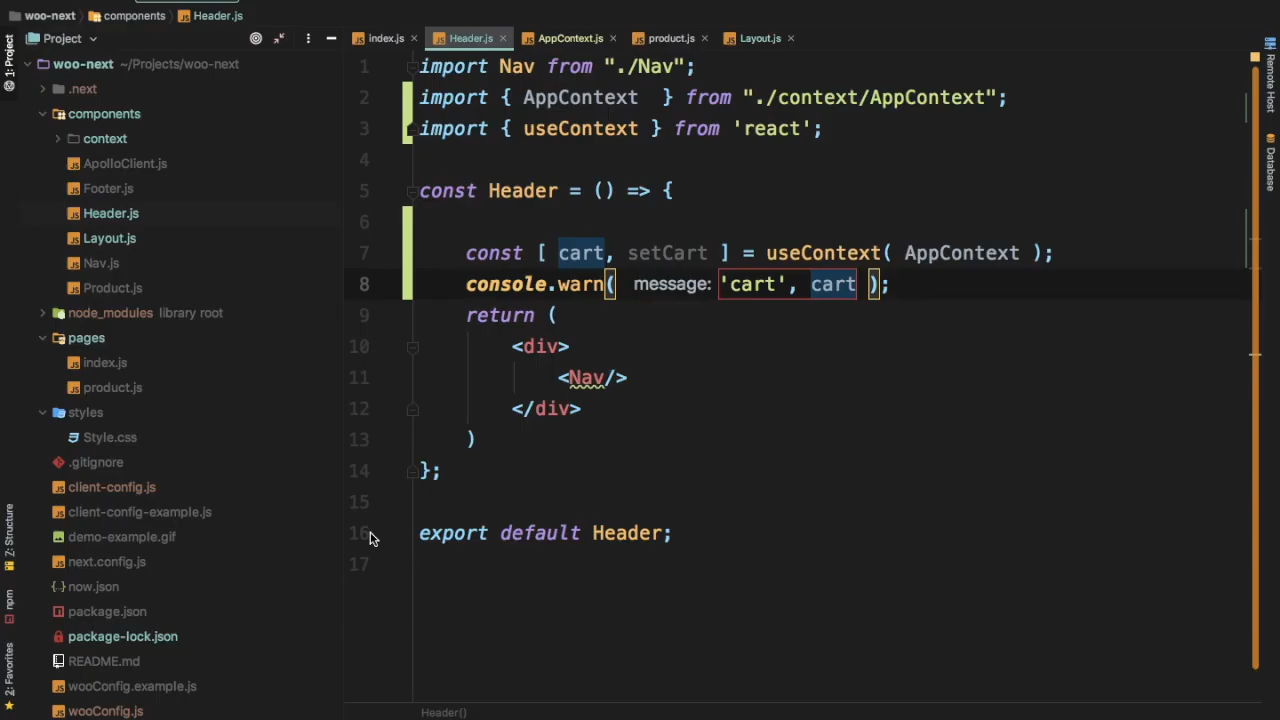 woo-next components Header.js
Project
index.js Header.js AppContext.js product.js Layout.js
1: Project
woo-next ~/Projects/woo-next
.next
components
context
ApolloClient.js
Footer.js
Header.js
Layout.js
Nav.js
Product.js
node_modules library root
pages
index.js
product.js
styles
Style.css
.gitignore
client-config.js
client-config-example.js
demo-example.gif
next.config.js
now.json
package.json
package-lock.json
README.md
wooConfig.example.js
wooConfig.js
Z: Structure
npm
2: Favorites
1 import Nav from "./Nav";
2 import { AppContext } from "./context/AppContext";
3 import { useContext } from 'react';
4
5 const Header = () => {
6
7 const [ cart, setCart ] = useContext( AppContext );
8 console.warn( message: 'cart', cart );
9 return (
10 <div>
11 <Nav/>
12 </div>
13 )
14 };
15
16 export default Header;
17
Header()
Remote Host
Database